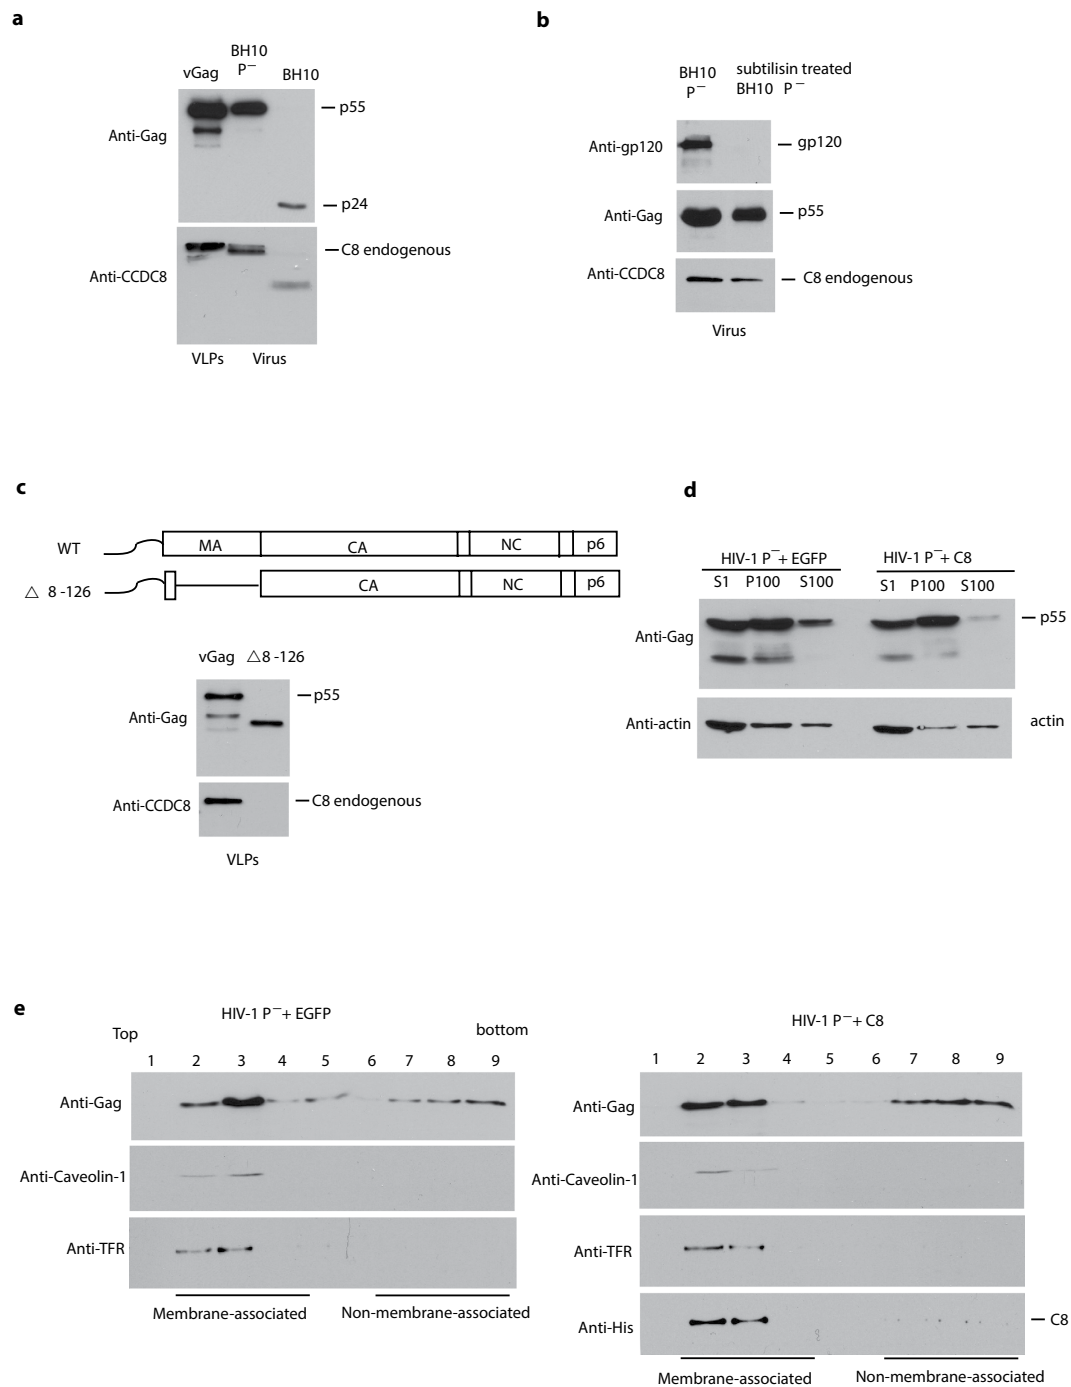 a
vGag
BH10
P−
BH10
Anti-Gag
p55
p24
Anti-CCDC8
C8 endogenous
VLPs Virus
b
BH10
P−
subtilisin treated
BH10 P−
Anti-gp120
gp120
Anti-Gag
p55
Anti-CCDC8
C8 endogenous
Virus
c
WT
MA CA NC p6
△ 8 -126
CA NC p6
vGag △8 -126
Anti-Gag
p55
Anti-CCDC8
C8 endogenous
VLPs
d
HIV-1 P−+ EGFP
HIV-1 P−+ C8
S1 P100 S100
S1 P100 S100
Anti-Gag
p55
Anti-actin
actin
e
HIV-1 P−+ EGFP
Top
bottom
1 2 3 4 5 6 7 8 9
Anti-Gag
Anti-Caveolin-1
Anti-TFR
Membrane-associated
Non-membrane-associated
HIV-1 P−+ C8
1 2 3 4 5 6 7 8 9
Anti-Gag
Anti-Caveolin-1
Anti-TFR
Anti-His
C8
Membrane-associated
Non-membrane-associated